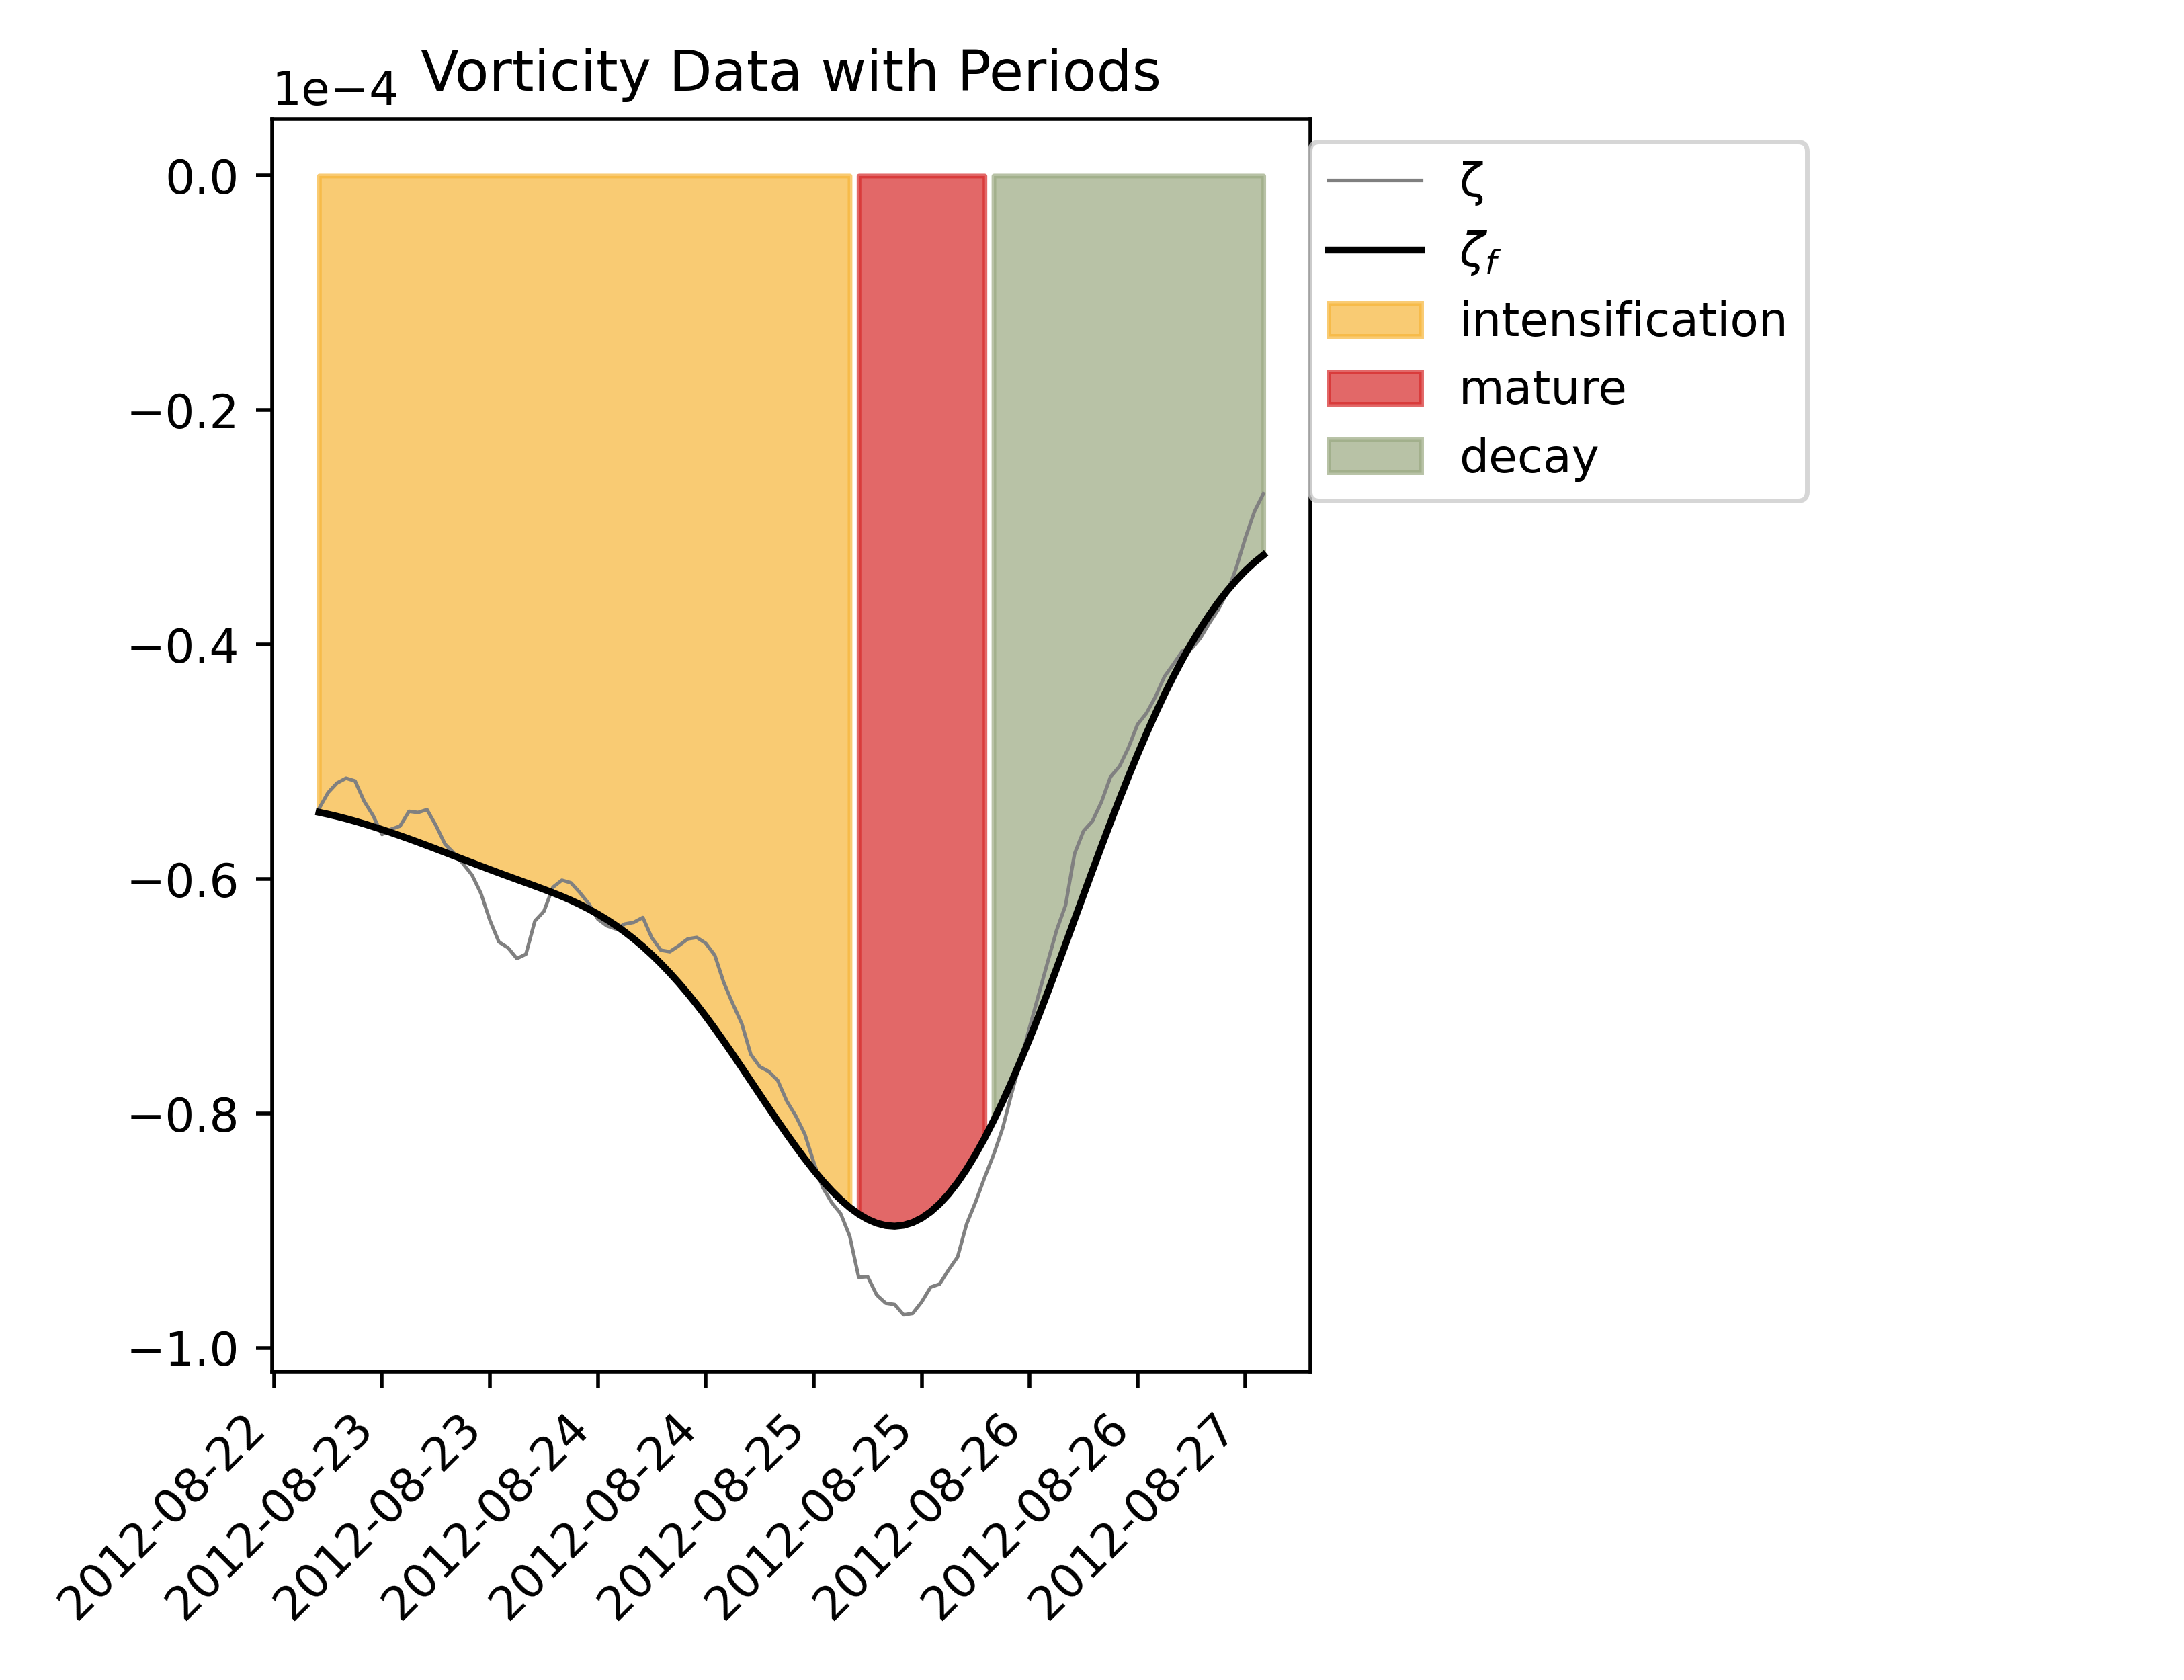 Vorticity Data with Periods
1e−4
0.0
−0.2
−0.4
−0.6
−0.8
−1.0
2012-08-22
2012-08-23
2012-08-23
2012-08-24
2012-08-24
2012-08-25
2012-08-25
2012-08-26
2012-08-26
2012-08-27
ζ
ζf
intensification
mature
decay